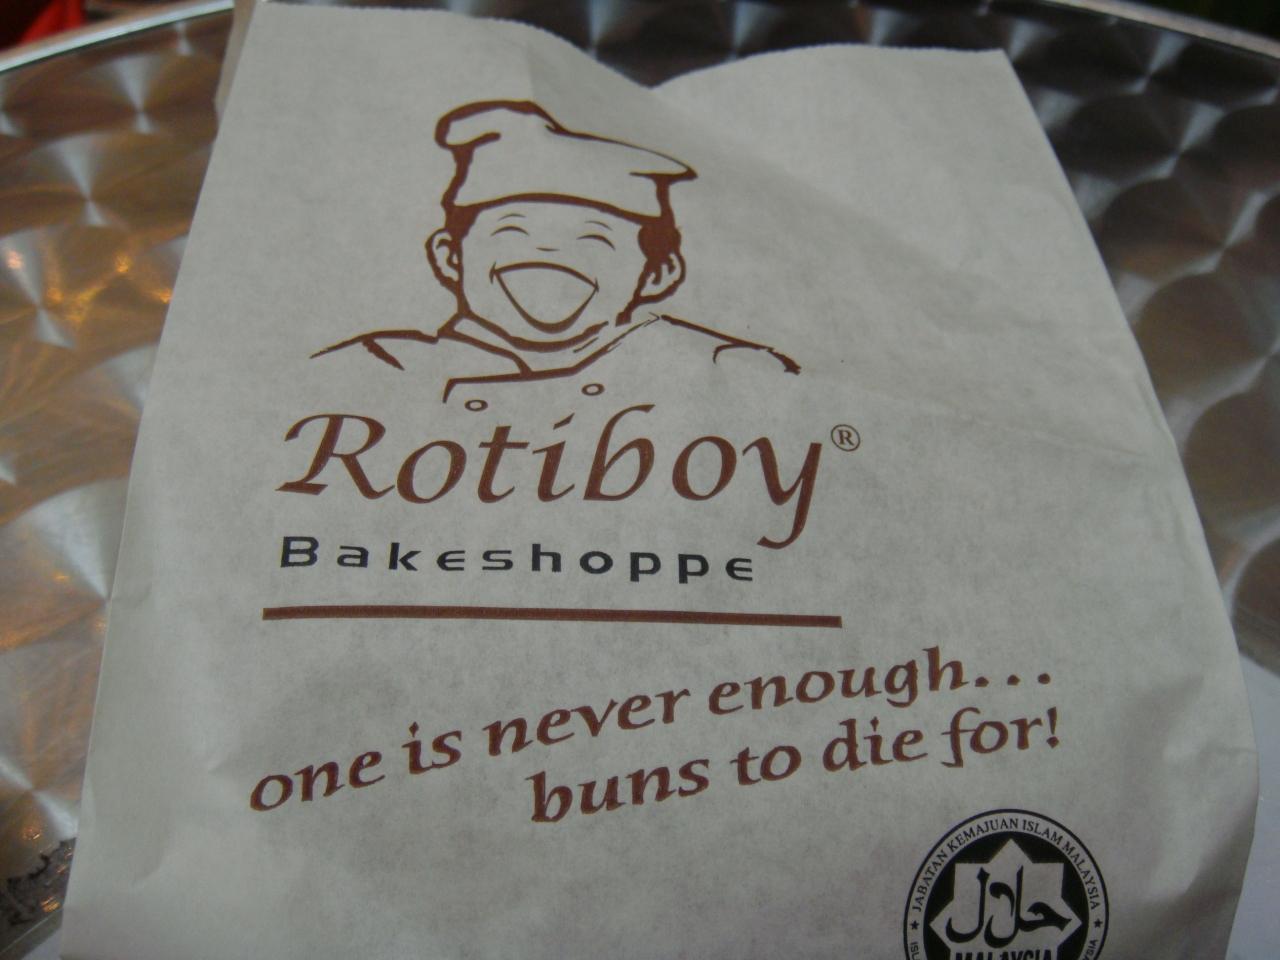 Rotiboy®
Bakeshoppe
one is never enough...
buns to die for!
JABATAN KEMAJUAN ISLAM MALAYSIA
حلال
MALAYSIA